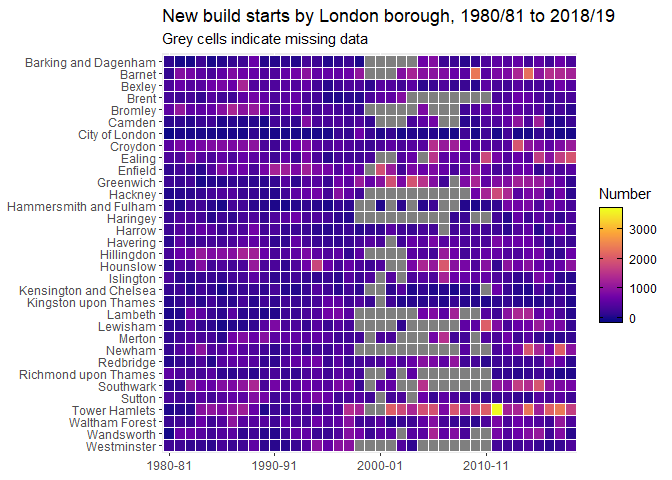 New build starts by London borough, 1980/81 to 2018/19
Grey cells indicate missing data
Barking and Dagenham
Barnet
Bexley
Brent
Bromley
Camden
City of London
Croydon
Ealing
Enfield
Greenwich
Hackney
Hammersmith and Fulham
Haringey
Harrow
Havering
Hillingdon
Hounslow
Islington
Kensington and Chelsea
Kingston upon Thames
Lambeth
Lewisham
Merton
Newham
Redbridge
Richmond upon Thames
Southwark
Sutton
Tower Hamlets
Waltham Forest
Wandsworth
Westminster
1980-81
1990-91
2000-01
2010-11
Number
3000
2000
1000
0